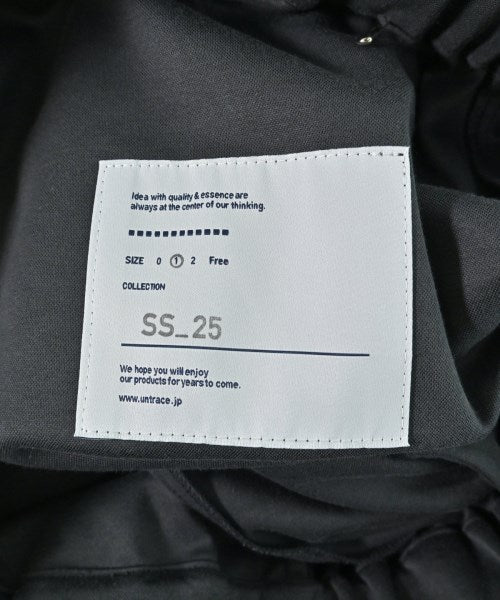 Idea with quality & essence are
always at the center of our thinking.
SIZE 0 1 2 Free
COLLECTION
SS_25
We hope you will enjoy
our products for years to come.
www.untrace.jp